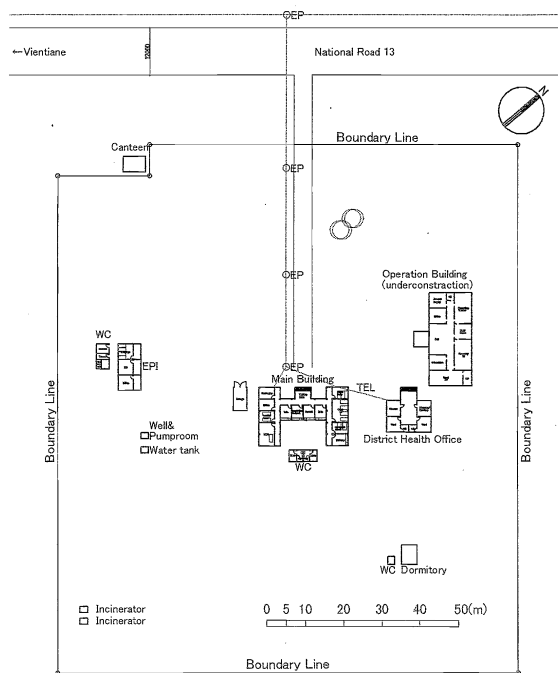 EP
←Vientiane
12000
National Road 13
N
Boundary Line
Canteen
EP
EP
Operation Building
(underconstraction)
WC
EPI
EP
Main Building
TEL
Boundary Line
Boundary Line
Well&
Pumproom
Water tank
District Health Office
WC
WC Dormitory
Incinerator
Incinerator
0 5 10 20 30 40 50(m)
Boundary Line